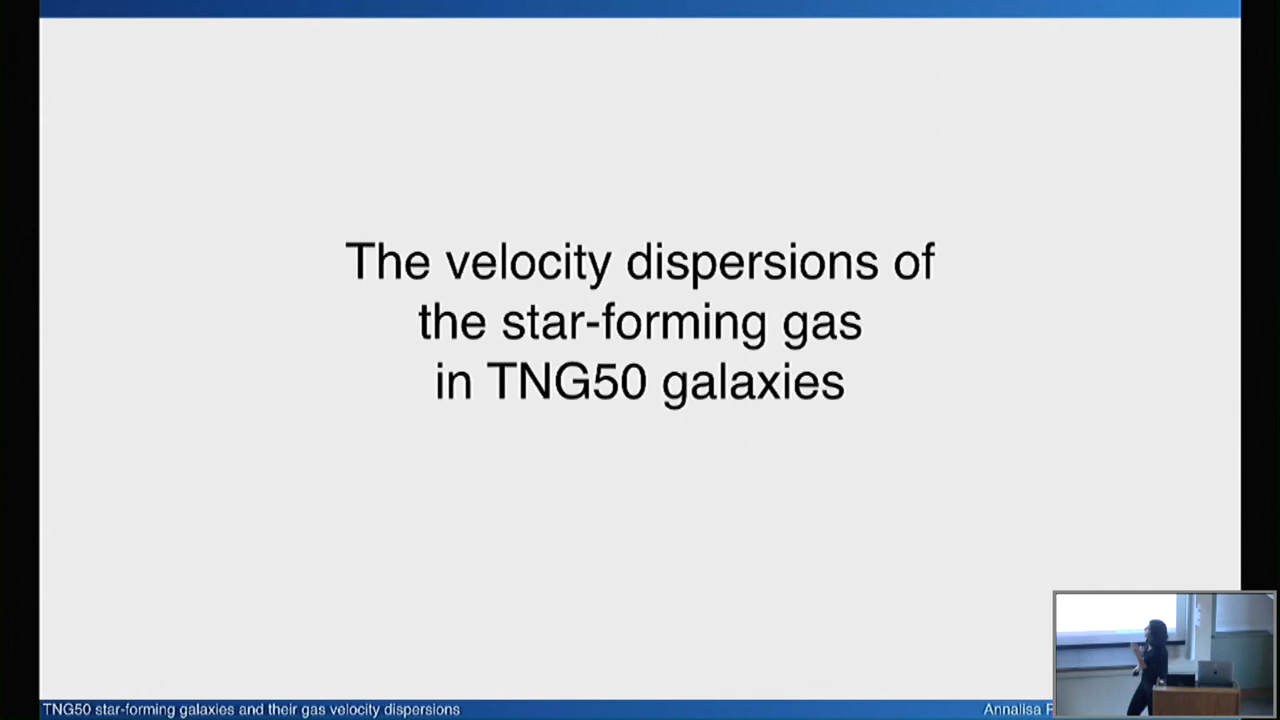 The velocity dispersions of
the star-forming gas
in TNG50 galaxies
TNG50 star-forming galaxies and their gas velocity dispersions
Annalisa